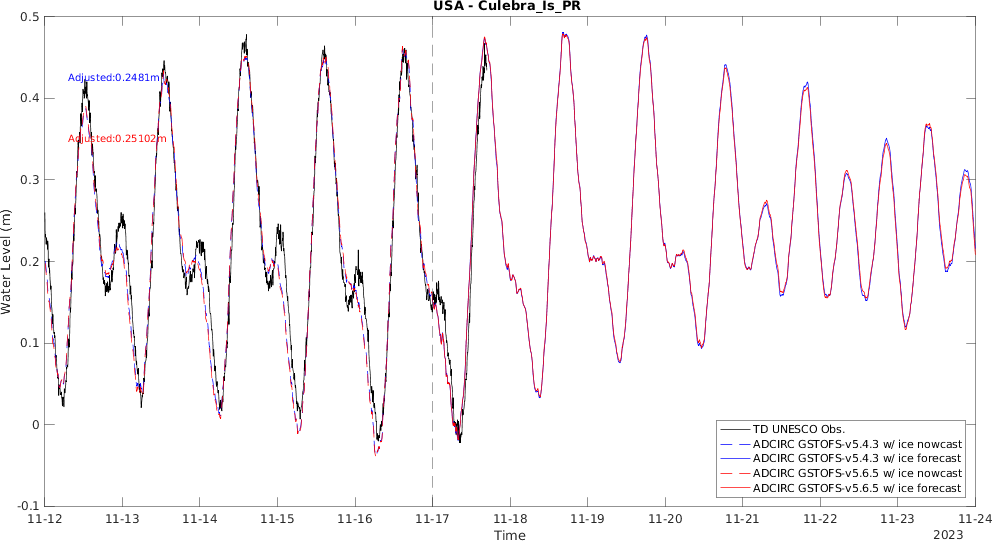 USA - Culebra_Is_PR
0.5
Adjusted:0.2481m
0.4
Adjusted:0.25102m
0.3
Water Level (m)
0.2
0.1
0
TD UNESCO Obs.
ADCIRC GSTOFS-v5.4.3 w/ ice nowcast
ADCIRC GSTOFS-v5.4.3 w/ ice forecast
ADCIRC GSTOFS-v5.6.5 w/ ice nowcast
ADCIRC GSTOFS-v5.6.5 w/ ice forecast
-0.1
11-12 11-13 11-14 11-15 11-16 11-17 11-18 11-19 11-20 11-21 11-22 11-23 11-24
Time
2023